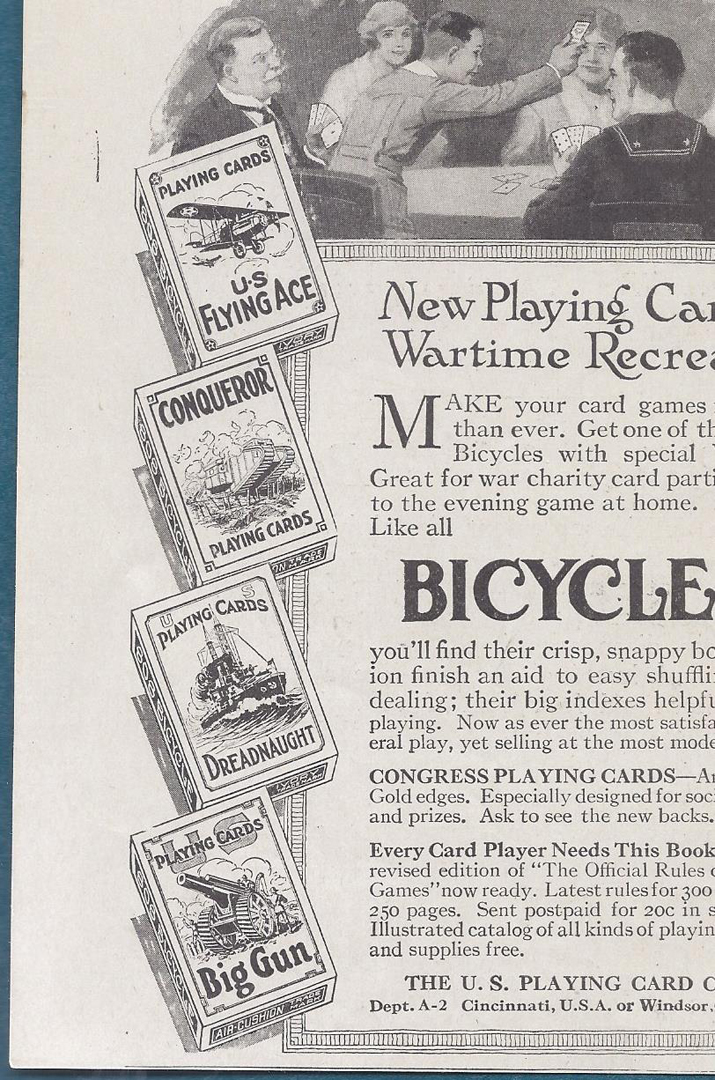 PLAYING CARDS
U·S
FLYING ACE
IVORY
CONQUEROR
PLAYING CARDS
U S
PLAYING CARDS
DREADNAUGHT
US
PLAYING CARDS
Big Gun
AIR-CUSHION
New Playing Car
Wartime Recrea
MAKE your card games
than ever. Get one of th
Bicycles with special
Great for war charity card parti
to the evening game at home.
Like all
BICYCLE
you'll find their crisp, snappy bo
ion finish an aid to easy shuffli
dealing; their big indexes helpfu
playing. Now as ever the most satisfa
eral play, yet selling at the most mode
CONGRESS PLAYING CARDS—Ar
Gold edges. Especially designed for soci
and prizes. Ask to see the new backs.
Every Card Player Needs This Book
revised edition of "The Official Rules o
Games" now ready. Latest rules for 300
250 pages. Sent postpaid for 20c in s
Illustrated catalog of all kinds of playin
and supplies free.
THE U. S. PLAYING CARD C
Dept. A-2 Cincinnati, U.S.A. or Windsor,